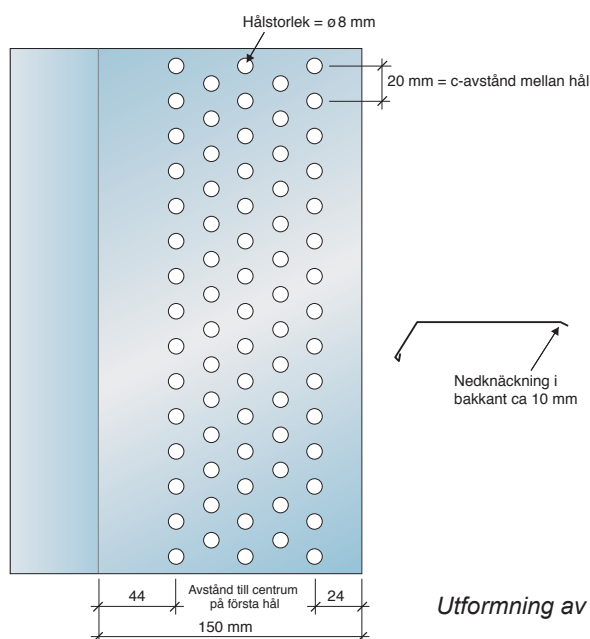 Hålstorlek = ø 8 mm
20 mm = c-avstånd mellan hål
Nedknäckning i
bakkant ca 10 mm
44
Avstånd till centrum
på första hål
24
150 mm
Utformning av